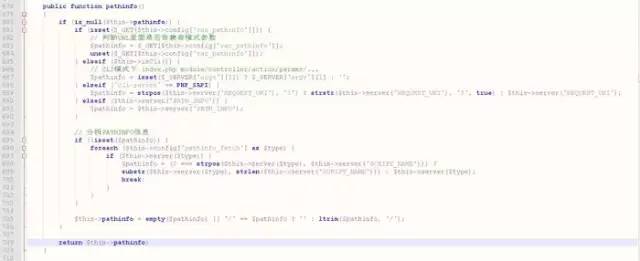 public function pathinfo()
{
if (is_null($this->pathinfo)) {
if (isset($_GET[$this->config['var_pathinfo']])) {
// 判断URL里面是否有兼容模式参数
$pathinfo = $_GET[$this->config['var_pathinfo']];
unset($_GET[$this->config['var_pathinfo']]);
} elseif ($this->isCli()) {
// CLI模式下 index.php module/controller/action/params/...
$pathinfo = isset($_SERVER['argv'][1]) ? $_SERVER['argv'][1] : '';
} elseif ('cli-server' == PHP_SAPI) {
$pathinfo = strpos($this->server('REQUEST_URI'), '?') ? strstr($this->server('REQUEST_URI'), '?', true) : $this->server('REQUEST_URI');
} elseif ($this->server('PATH_INFO')) {
$pathinfo = $this->server('PATH_INFO');
}
// 分析PATHINFO信息
if (!isset($pathinfo)) {
foreach ($this->config['pathinfo_fetch'] as $type) {
if ($this->server($type)) {
$pathinfo = (0 === strpos($this->server($type), $this->server('SCRIPT_NAME'))) ?
substr($this->server($type), strlen($this->server('SCRIPT_NAME'))) : $this->server($type);
break;
}
}
}
$this->pathinfo = empty($pathinfo) || '/' == $pathinfo ? '' : ltrim($pathinfo, '/');
}
return $this->pathinfo;
}